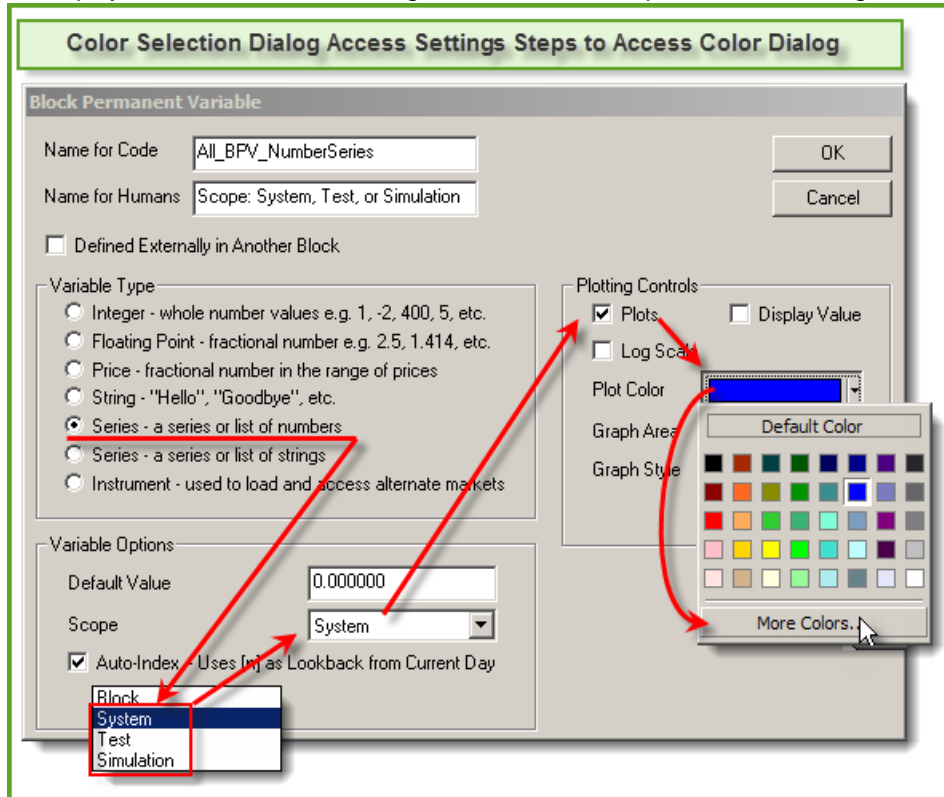 Color Selection Dialog Access Settings Steps to Access Color Dialog
Block Permanent Variable
Name for Code
All_BPV_NumberSeries
OK
Name for Humans
Scope: System, Test, or Simulation
Cancel
Defined Externally in Another Block
Variable Type
Integer - whole number values e.g. 1, -2, 400, 5, etc.
Floating Point - fractional number e.g. 2.5, 1.414, etc.
Price - fractional number in the range of prices
String - "Hello", "Goodbye", etc.
Series - a series or list of numbers
Series - a series or list of strings
Instrument - used to load and access alternate markets
Plotting Controls
Plots
Display Value
Log Scale
Plot Color
Graph Area
Graph Style
Default Color
More Colors...
Variable Options
Default Value
0.000000
Scope
System
Auto-Index - Uses [n] as Lookback from Current Day
Block
System
Test
Simulation